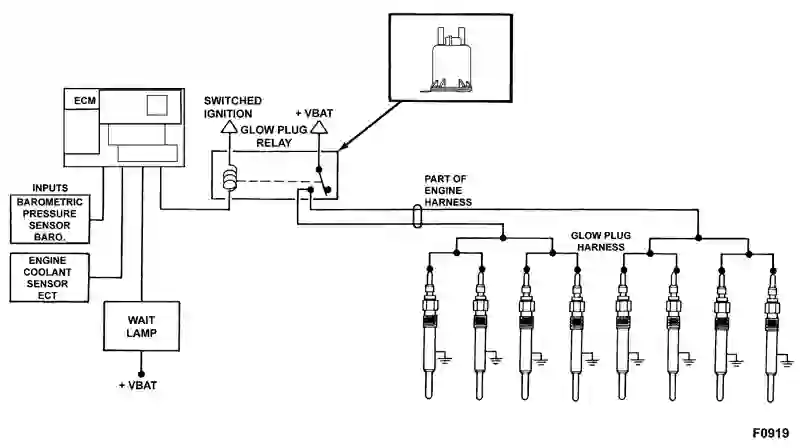 ECM
SWITCHED
IGNITION
+ VBAT
GLOW PLUG
RELAY
INPUTS
BAROMETRIC
PRESSURE
SENSOR
BARO.
PART OF
ENGINE
HARNESS
GLOW PLUG
HARNESS
ENGINE
COOLANT
SENSOR
ECT
WAIT
LAMP
+ VBAT
F0919